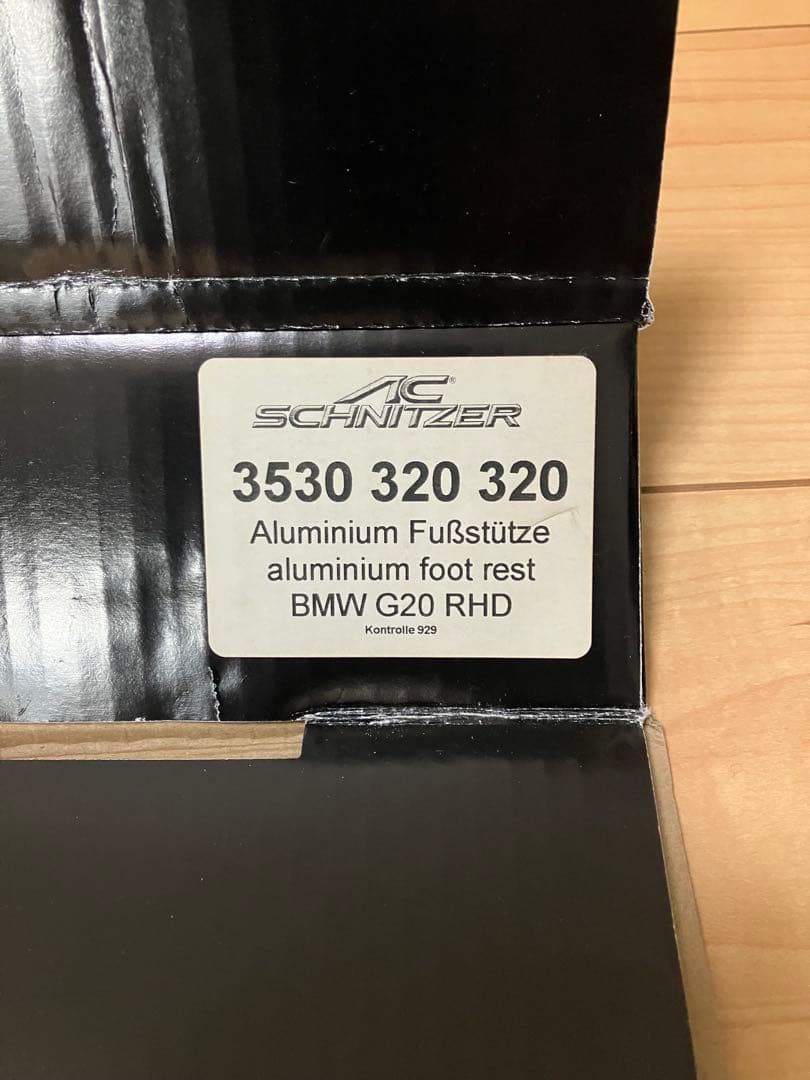 AC®
SCHNITZER
3530 320 320
Aluminium Fußstütze
aluminium foot rest
BMW G20 RHD
Kontrolle 929